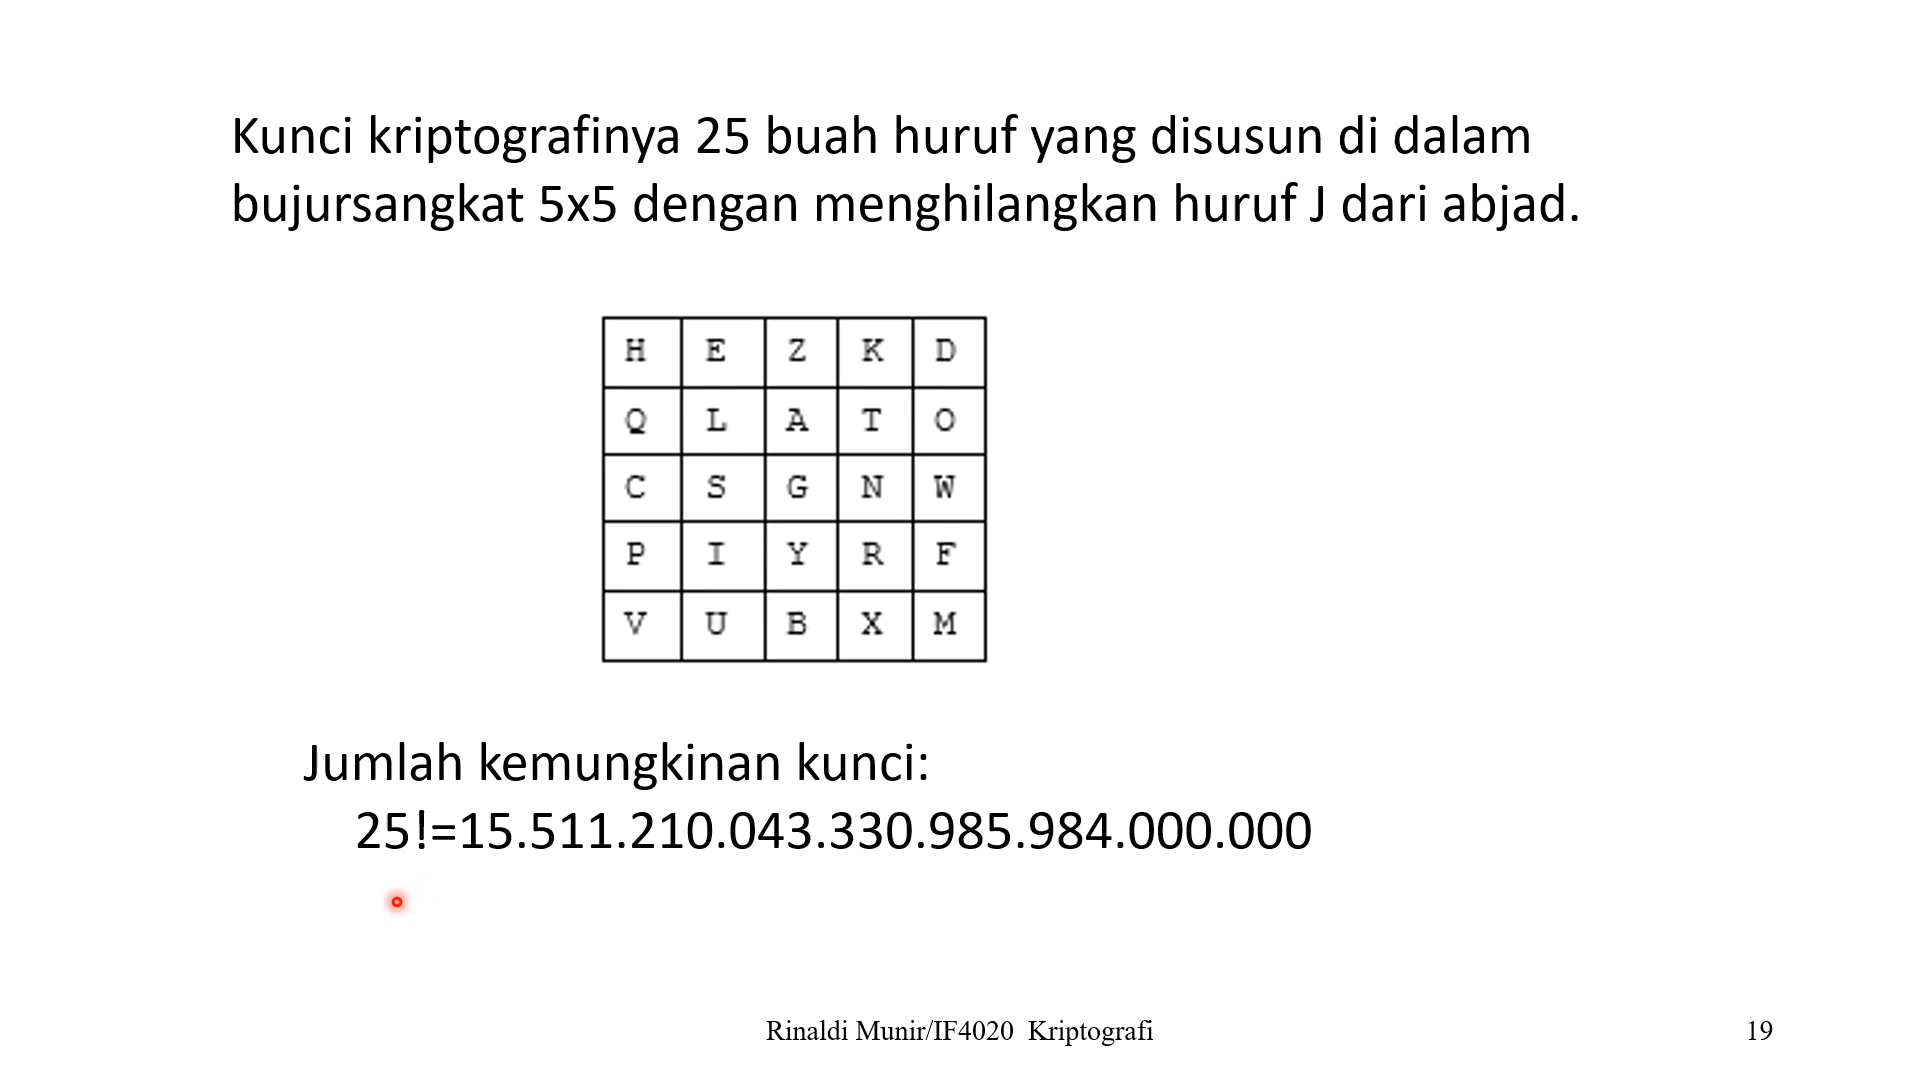 Kunci kriptografinya 25 buah huruf yang disusun di dalam
bujursangkat 5x5 dengan menghilangkan huruf J dari abjad.
H E Z K D
Q L A T O
C S G N W
P I Y R F
V U B X M
Jumlah kemungkinan kunci:
25!=15.511.210.043.330.985.984.000.000
Rinaldi Munir/IF4020 Kriptografi
19